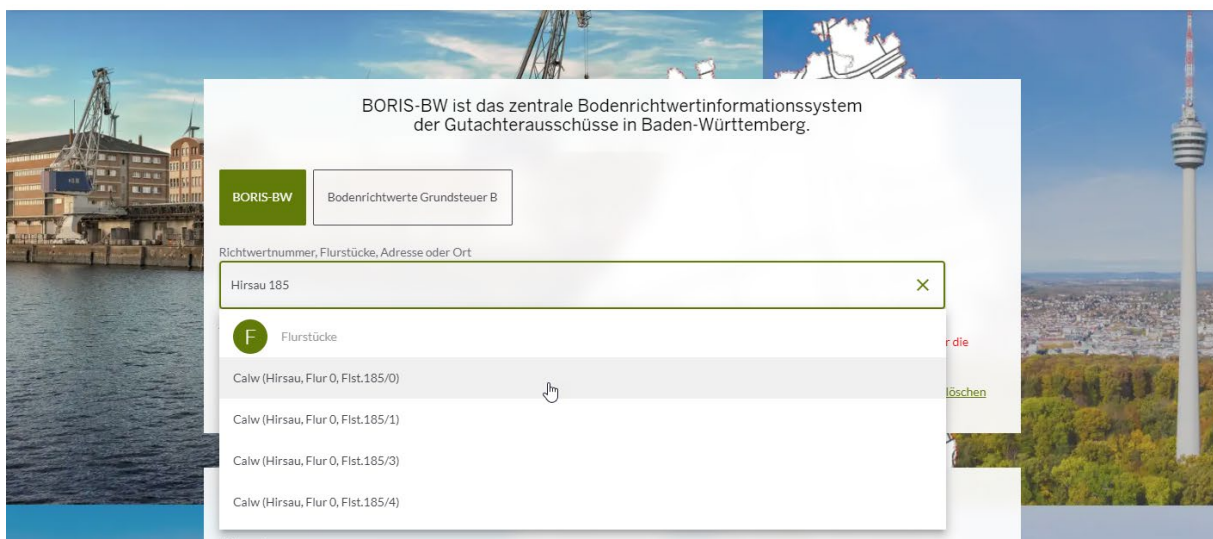 BORIS-BW ist das zentrale Bodenrichtwertinformationssystem
der Gutachterausschüsse in Baden-Württemberg.
BORIS-BW
Bodenrichtwerte Grundsteuer B
Richtwertnummer, Flurstücke, Adresse oder Ort
Hirsau 185
F Flurstücke
r die
Calw (Hirsau, Flur 0, Flst.185/0)
löschen
Calw (Hirsau, Flur 0, Flst.185/1)
Calw (Hirsau, Flur 0, Flst.185/3)
Calw (Hirsau, Flur 0, Flst.185/4)